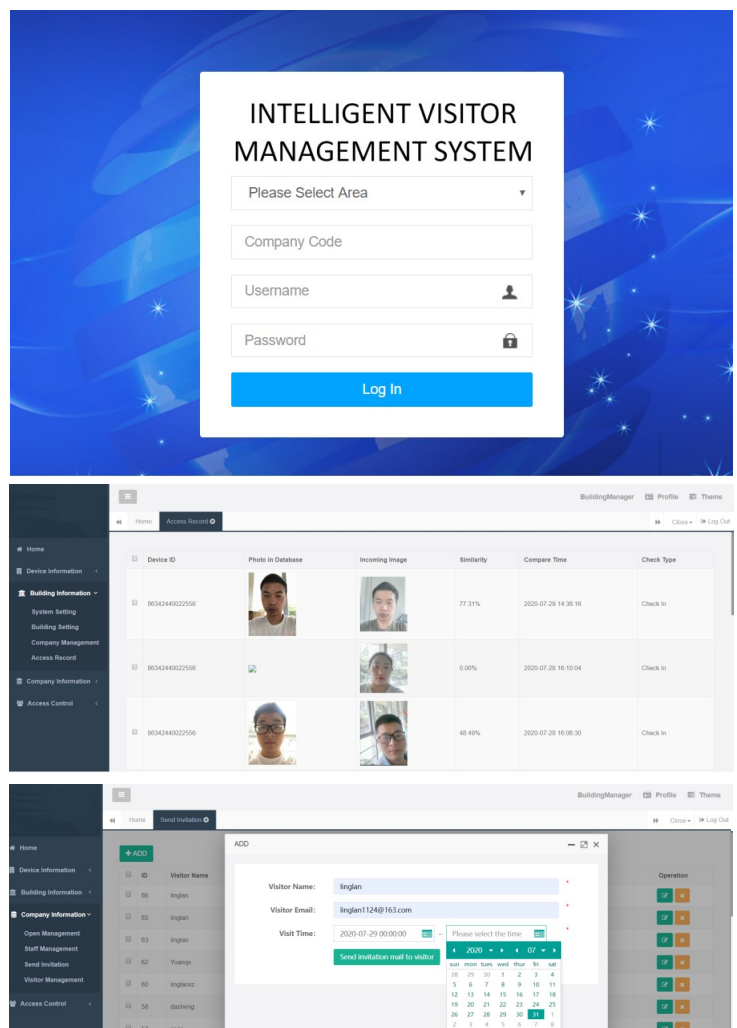 INTELLIGENT VISITOR
MANAGEMENT SYSTEM
Please Select Area
Company Code
Username
Password
Log In
BuildingManager Profile Theme
Home Access Record Close Log Out
Home
Device Information
Building Information
System Setting
Building Setting
Company Management
Access Record
Company Information
Access Control
Device ID Photo in Database Incoming Image Similarity Compare Time Check Type
86342440022556 77.31% 2020-07-29 14:36:16 Check In
86342440022556 0.00% 2020-07-28 16:10:04 Check In
86342440022556 48.49% 2020-07-28 16:06:30 Check In
BuildingManager Profile Theme
Home Send Invitation Close Log Out
Home
Device Information
Building Information
Company Information
Open Management
Staff Management
Send Invitation
Visitor Management
Access Control
+ ADD
ID Visitor Name Operation
66 linglan
65 linglan
63 linglan
62 Yuanqs
60 linglanxz
58 dasheng
ADD
Visitor Name: linglan *
Visitor Email: linglan1124@163.com *
Visit Time: 2020-07-29 00:00:00 – Please select the time *
Send invitation mail to visitor
2020 07
sun mon tues wed thur fri sat
28 29 30 1 2 3 4
5 6 7 8 9 10 11
12 13 14 15 16 17 18
19 20 21 22 23 24 25
26 27 28 29 30 31 1
2 3 4 5 6 7 8